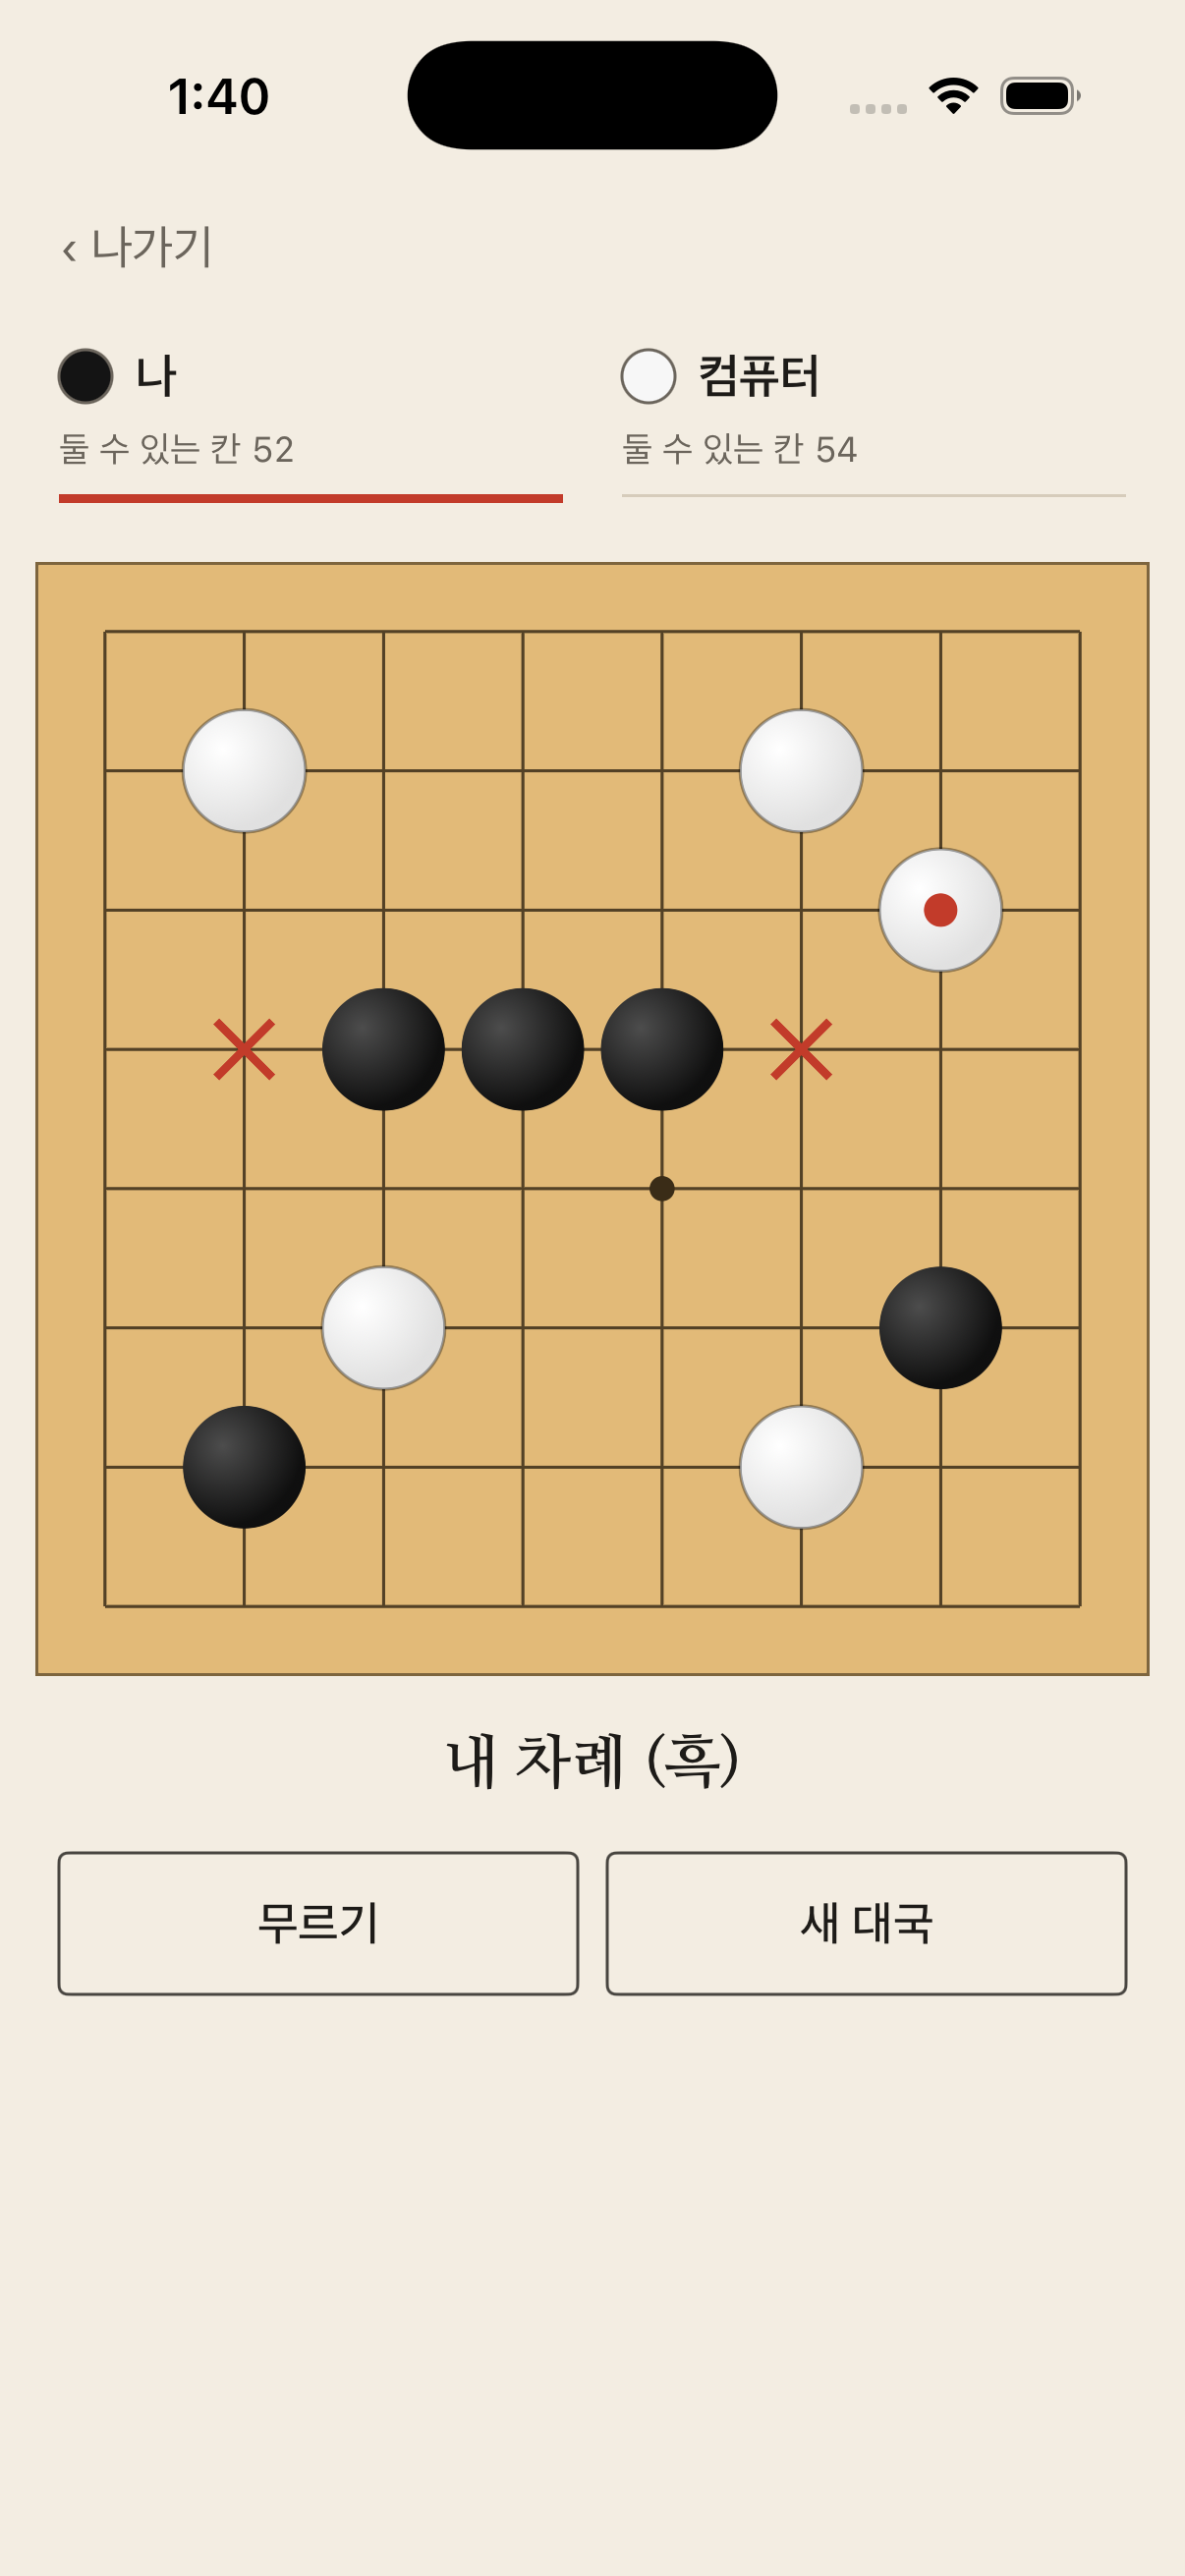 1:40
‹ 나가기
나
둘 수 있는 칸 52
컴퓨터
둘 수 있는 칸 54
내 차례 (흑)
무르기
새 대국